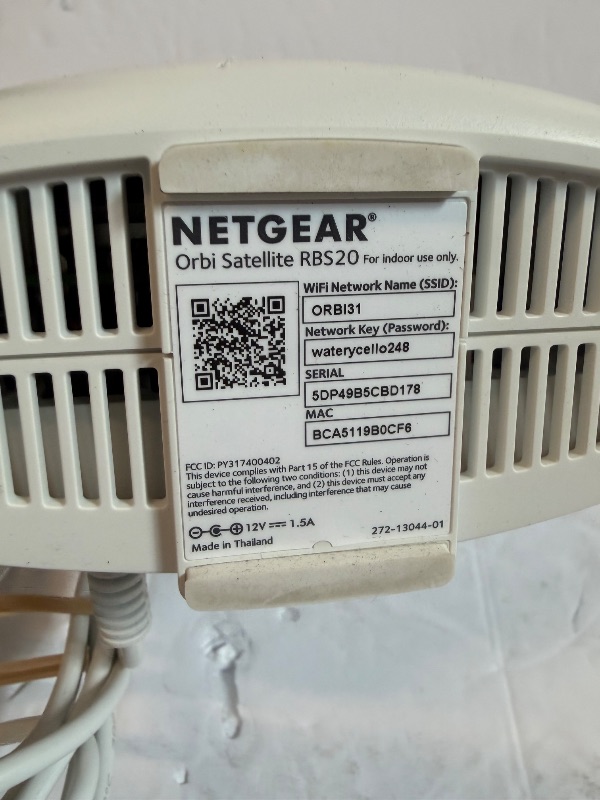 NETGEAR®
Orbi Satellite RBS20 For indoor use only.
WiFi Network Name (SSID):
ORBI31
Network Key (Password):
waterycello248
SERIAL
5DP49B5CBD178
MAC
BCA5119B0CF6
FCC ID: PY317400402
This device complies with Part 15 of the FCC Rules. Operation is
subject to the following two conditions: (1) this device may not
cause harmful interference, and (2) this device must accept any
interference received, including interference that may cause
undesired operation.
12V ⎓ 1.5A
Made in Thailand
272-13044-01